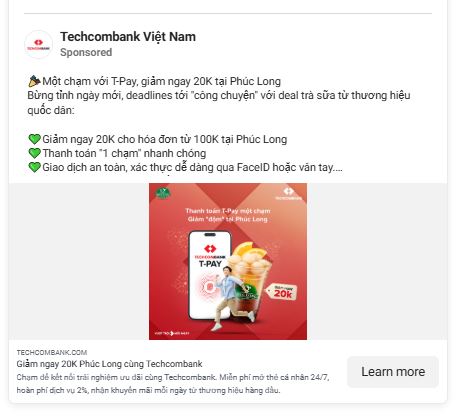 Techcombank Việt Nam
Sponsored
Một chạm với T-Pay, giảm ngay 20K tại Phúc Long
Bừng tỉnh ngày mới, deadlines tới "công chuyện" với deal trà sữa từ thương hiệu
quốc dân:
Giảm ngay 20K cho hóa đơn từ 100K tại Phúc Long
Thanh toán "1 chạm" nhanh chóng
Giao dịch an toàn, xác thực dễ dàng qua FaceID hoặc vân tay....
TECHCOMBANK
Thanh toán T-Pay một chạm
Giảm "đậm" tại Phúc Long
TECHCOMBANK
T-PAY
20k
TECHCOMBANK.COM
Giảm ngay 20K Phúc Long cùng Techcombank
Chạm để kết nối trải nghiệm ưu đãi cùng Techcombank. Miễn phí mở thẻ cá nhân 24/7,
hoàn phí dịch vụ 2%, nhận khuyến mãi mỗi ngày từ thương hiệu hàng đầu.
Learn more